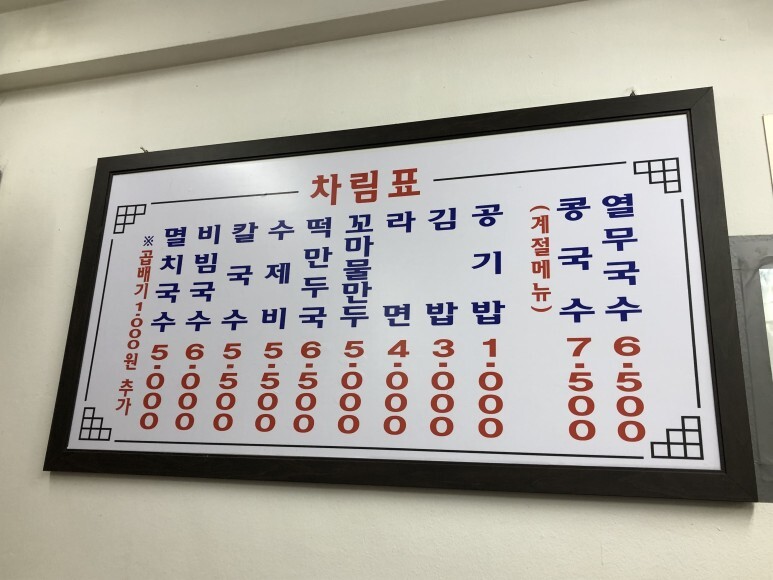 차림표
멸치국수 5.000
※곱배기1000원 추가
비빔국수 6.000
칼국수 5.500
수제비 5.500
떡만두국 6.500
꼬마물만두 5.000
라면 4.000
김밥 3.000
공기밥 1.000
(계절메뉴)
콩국수 7.500
열무국수 6.500